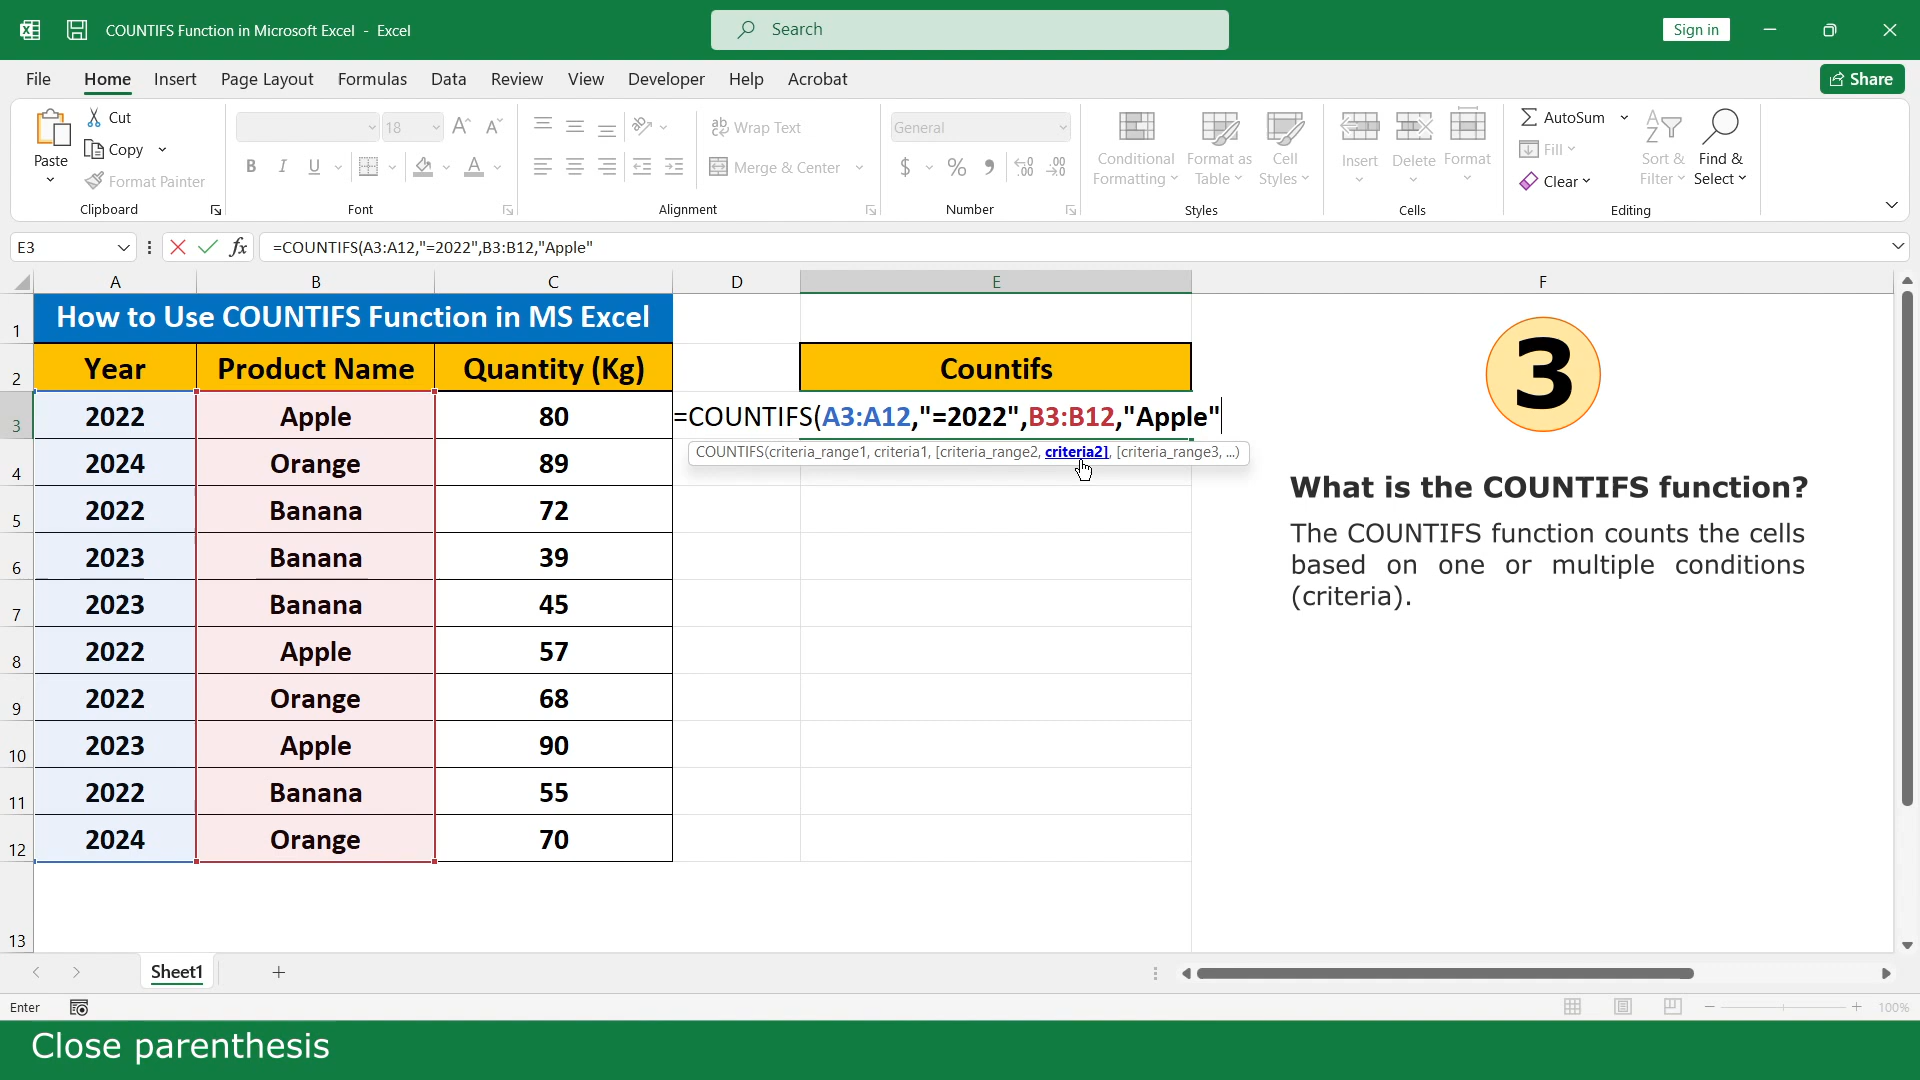 COUNTIFS Function in Microsoft Excel - Excel
Search
Sign in
File Home Insert Page Layout Formulas Data Review View Developer Help Acrobat
Share
Paste
Cut
Copy
Format Painter
Clipboard
18
B I U
Font
Wrap Text
Merge & Center
Alignment
General
$ % 9 .00
Number
Conditional Formatting
Format as Table
Cell Styles
Styles
Insert
Delete
Format
Cells
AutoSum
Fill
Clear
Sort & Filter
Find & Select
Editing
E3
fx
=COUNTIFS(A3:A12,"=2022",B3:B12,"Apple"
A B C D E F
1 How to Use COUNTIFS Function in MS Excel
2 Year Product Name Quantity (Kg) Countifs
3 2022 Apple 80 =COUNTIFS(A3:A12,"=2022",B3:B12,"Apple"
COUNTIFS(criteria_range1, criteria1, [criteria_range2, criteria2], [criteria_range3, ...)
4 2024 Orange 89
5 2022 Banana 72
6 2023 Banana 39
7 2023 Banana 45
8 2022 Apple 57
9 2022 Orange 68
10 2023 Apple 90
11 2022 Banana 55
12 2024 Orange 70
13
3
What is the COUNTIFS function?
The COUNTIFS function counts the cells
based on one or multiple conditions
(criteria).
Sheet1
Enter
100%
Close parenthesis